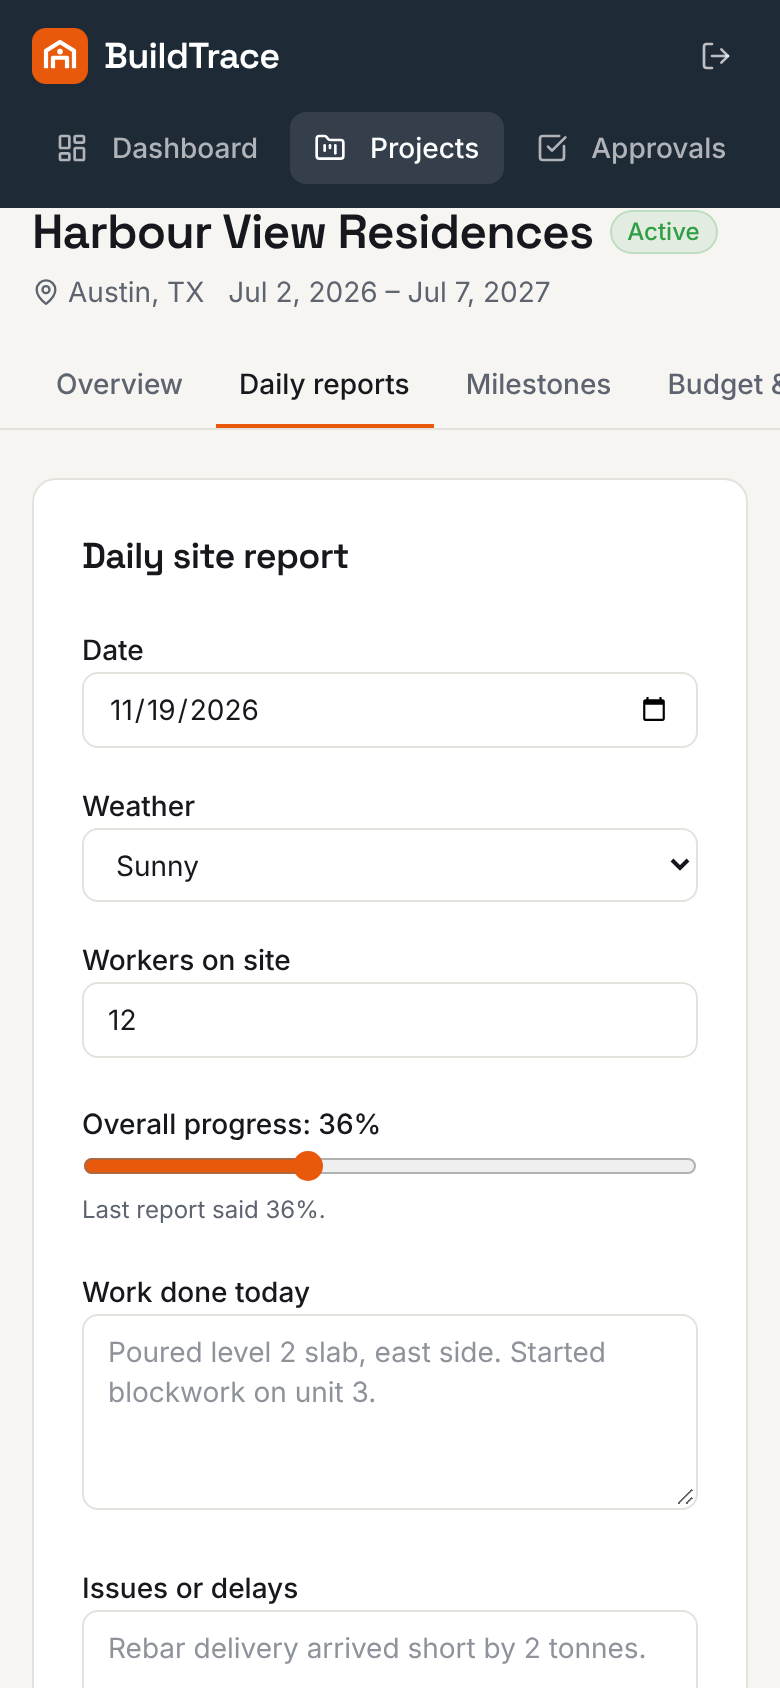 BuildTrace
Dashboard
Projects
Approvals
Harbour View Residences
Active
Austin, TX
Jul 2, 2026 – Jul 7, 2027
Overview
Daily reports
Milestones
Budget &
Daily site report
Date
11/19/2026
Weather
Sunny
Workers on site
12
Overall progress: 36%
Last report said 36%.
Work done today
Poured level 2 slab, east side. Started
blockwork on unit 3.
Issues or delays
Rebar delivery arrived short by 2 tonnes.